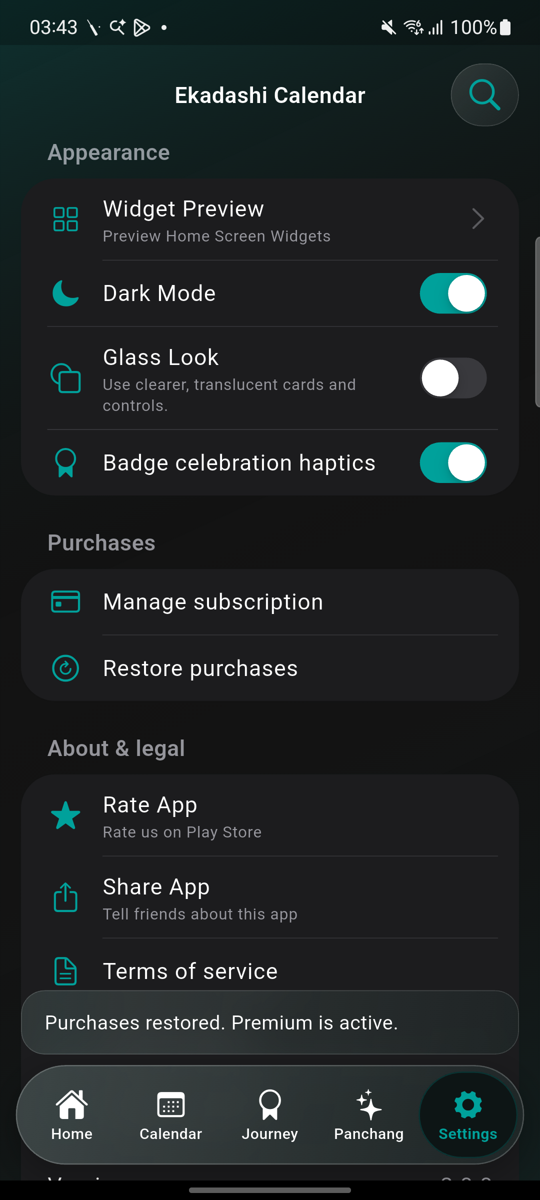 03:43
100%
Ekadashi Calendar
Appearance
Widget Preview
Preview Home Screen Widgets
Dark Mode
Glass Look
Use clearer, translucent cards and
controls.
Badge celebration haptics
Purchases
Manage subscription
Restore purchases
About & legal
Rate App
Rate us on Play Store
Share App
Tell friends about this app
Terms of service
Purchases restored. Premium is active.
Home
Calendar
Journey
Panchang
Settings